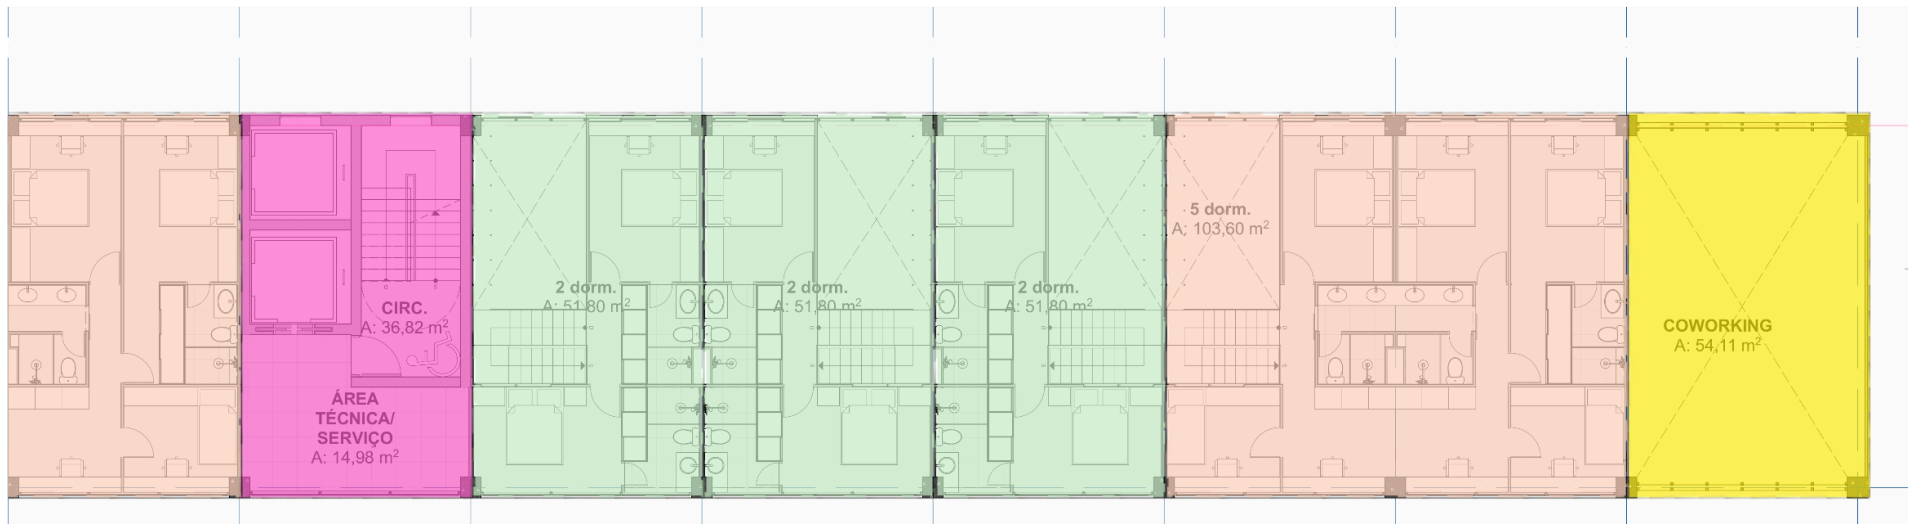 CIRC.
A: 36,82 m²
ÁREA
TÉCNICA/
SERVIÇO
A: 14,98 m²
2 dorm.
A: 51,80 m²
2 dorm.
A: 51,80 m²
2 dorm.
A: 51,80 m²
5 dorm.
A: 103,60 m²
COWORKING
A: 54,11 m²